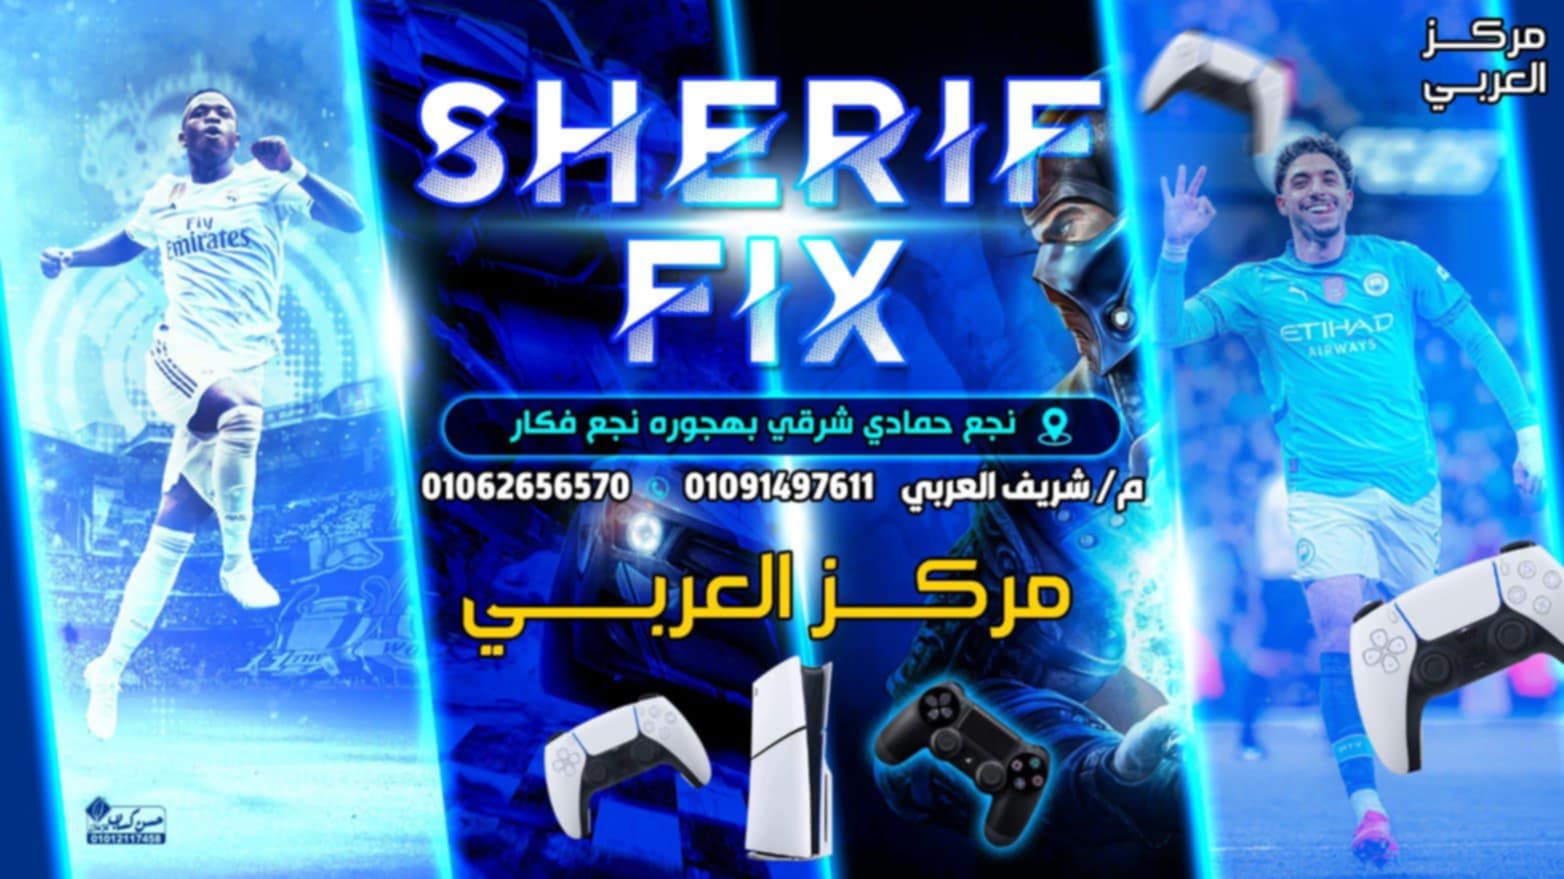 مركز
العربي
SHERIF
FIX
Fly
Emirates
ETIHAD
AIRWAYS
نجع حمادي شرقي بهجوره نجع فكار
م/ شريف العربي 01091497611 01062656570
مركز العربي
01012117458